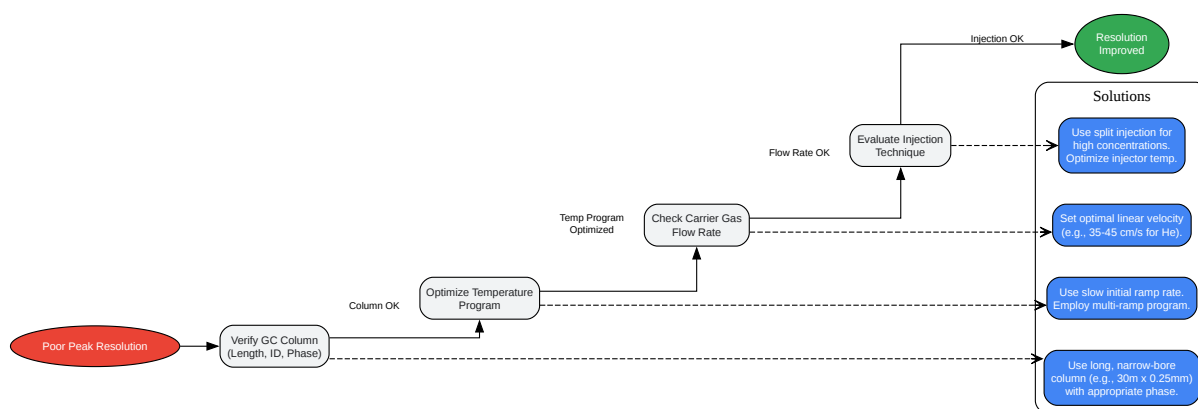 Injection OK
Resolution
Improved
Solutions
Use split injection for
high concentrations.
Optimize injector temp.
Evaluate Injection
Technique
Flow Rate OK
Set optimal linear velocity
(e.g., 35-45 cm/s for He).
Check Carrier Gas
Flow Rate
Temp Program
Optimized
Optimize Temperature
Program
Column OK
Use slow initial ramp rate.
Employ multi-ramp program.
Poor Peak Resolution
Verify GC Column
(Length, ID, Phase)
Use long, narrow-bore
column (e.g., 30m x 0.25mm)
with appropriate phase.